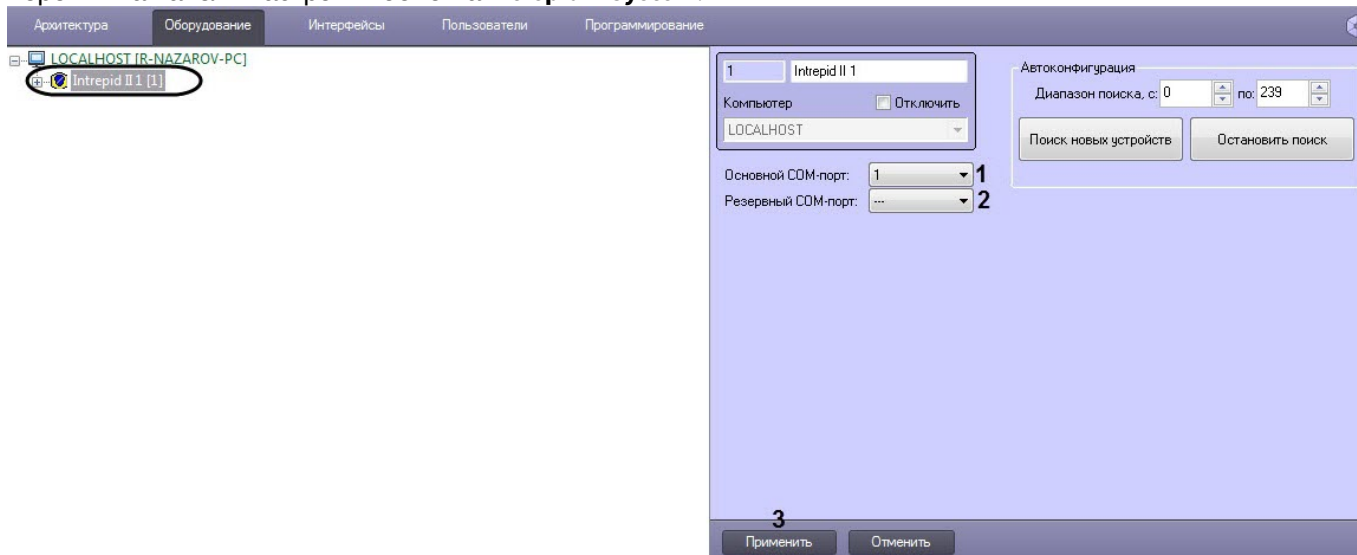 Архитектура Оборудование Интерфейсы Пользователи Программирование
LOCALHOST [R-NAZAROV-PC]
Intrepid II 1 [1]
1 Intrepid II 1
Компьютер Отключить
LOCALHOST
Основной COM-порт: 1 1
Резервный COM-порт: --- 2
Автоконфигурация
Диапазон поиска, с: 0 по: 239
Поиск новых устройств Остановить поиск
3
Применить Отменить